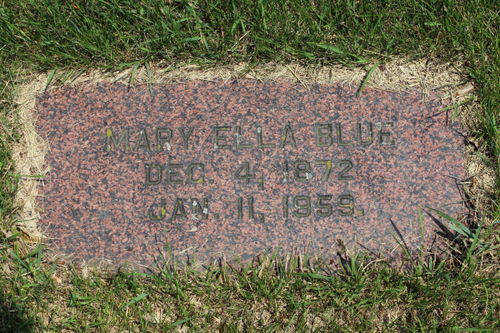 MARY ELLA BLUE
DEC. 4, 1872
JAN. 11, 1959.